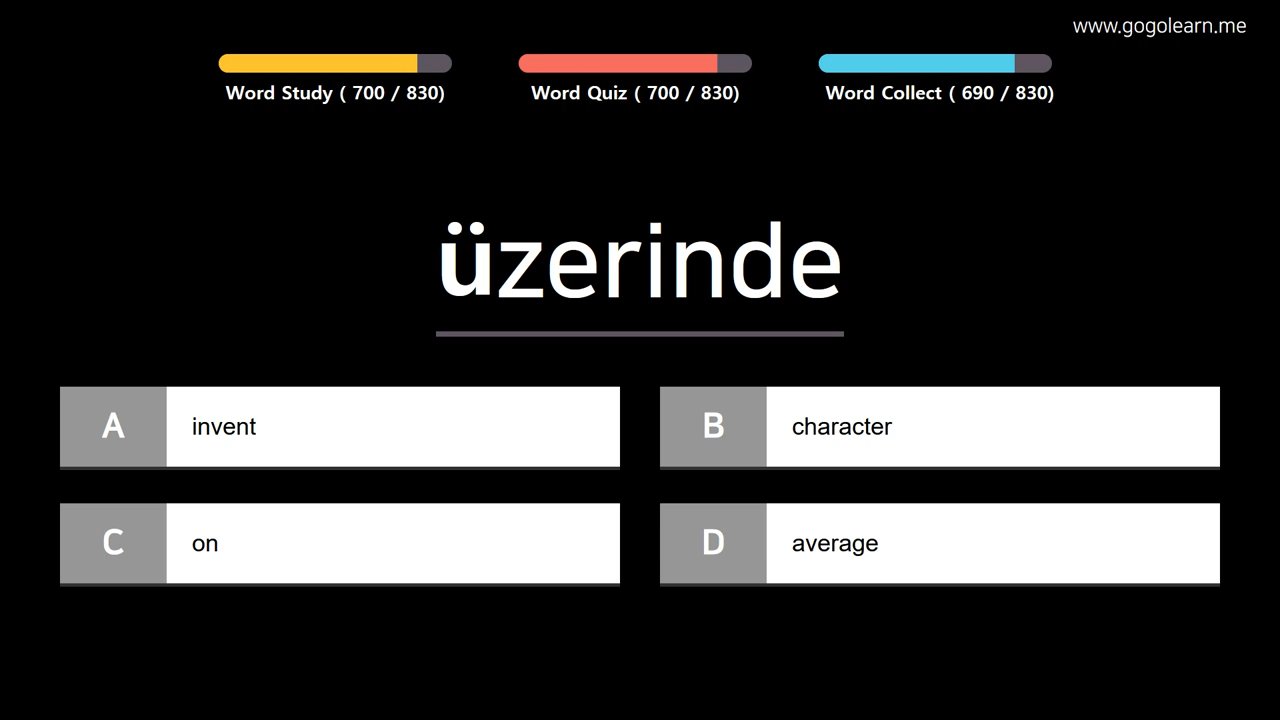 www.gogolearn.me
Word Study ( 700 / 830)
Word Quiz ( 700 / 830)
Word Collect ( 690 / 830)
üzerinde
A invent
B character
C on
D average